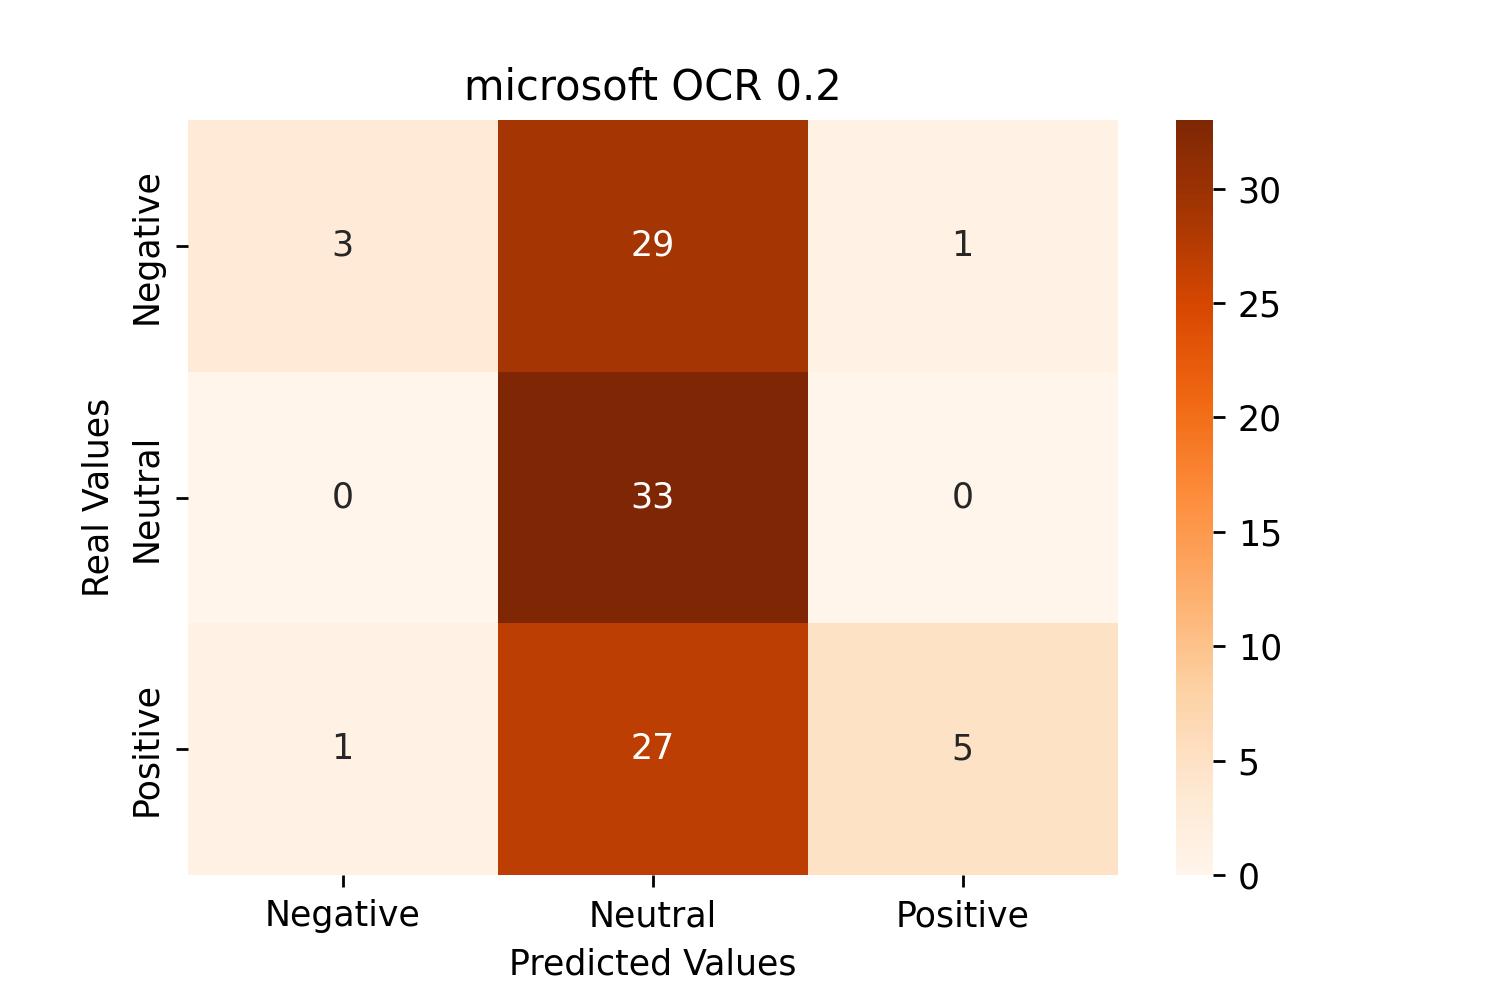 microsoft OCR 0.2
Real Values
Negative
3 29 1
Neutral
0 33 0
Positive
1 27 5
Negative Neutral Positive
Predicted Values
30
25
20
15
10
5
0